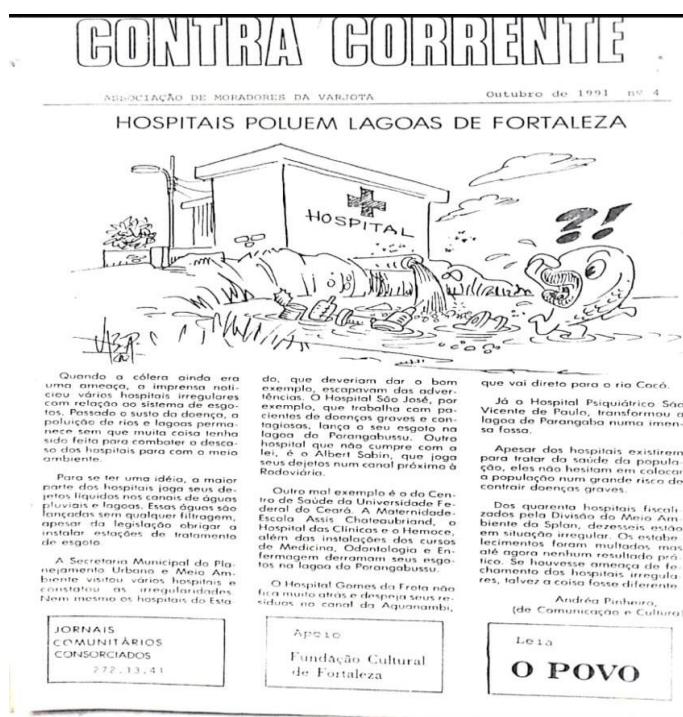 CONTRA CORRENTE
ASSOCIAÇÃO DE MORADORES DA VARJOTA
Outubro de 1991 nº 4
HOSPITAIS POLUEM LAGOAS DE FORTALEZA
HOSPITAL
?!
Quando a cólera ainda era
uma ameaça, a imprensa noti-
ciou vários hospitais irregulares
com relação ao sistema de esgo-
tos. Passado o susto da doença, a
poluição de rios e lagoas perma-
nece sem que muita coisa tenha
sido feita para combater o desca-
so dos hospitais para com o meio
ambiente.
Para se ter uma idéia, a maior
parte dos hospitais joga seus de-
jetos líquidos nos canais de águas
pluviais e lagoas. Essas águas são
lançadas sem qualquer filtragem,
apesar da legislação obrigar a
instalar estações de tratamento
de esgoto.
A Secretaria Municipal do Pla-
nejamento Urbano e Meio Am-
biente visitou vários hospitais e
constatou as irregularidades.
Nem mesmo os hospitais do Esta-
do, que deveriam dar o bom
exemplo, escapavam das adver-
tências. O Hospital São José, por
exemplo, que trabalha com pa-
cientes de doenças graves e con-
tagiosas, lança o seu esgoto na
lagoa do Porangabussu. Outro
hospital que não cumpre com a
lei, é o Albert Sabin, que joga
seus dejetos num canal próximo à
Rodoviária.
Outro mal exemplo é o do Cen-
tro de Saúde da Universidade Fe-
deral do Ceará. A Maternidade-
Escola Assis Chateaubriand, o
Hospital das Clínicas e o Hemoce,
além das instalações dos cursos
de Medicina, Odontologia e En-
fermagem derramam seus esgo-
tos na lagoa do Porangabussu.
O Hospital Gomes da Frota não
fica muito atrás e despeja seus re-
síduos no canal da Aguanambi,
que vai direto para o rio Cocó.
Já o Hospital Psiquiátrico São
Vicente de Paulo, transformou a
lagoa de Parangaba numa imen-
sa fossa.
Apesar dos hospitais existirem
para tratar da saúde da popula-
ção, eles não hesitam em colocar
a população num grande risco de
contrair doenças graves.
Dos quarenta hospitais fiscali-
zados pela Divisão do Meio Am-
biente da Splan, dezesseis estão
em situação irregular. Os estabe-
lecimentos foram multados mas
até agora nenhum resultado prá-
tico. Se houvesse ameaça de fe-
chamento dos hospitais irregula-
res, talvez a coisa fosse diferente.
Andréa Pinheiro,
(de Comunicação e Cultura)
JORNAIS
COMUNITÁRIOS
CONSORCIADOS
272.13.41
Apoio
Fundação Cultural
de Fortaleza
Leia
O POVO